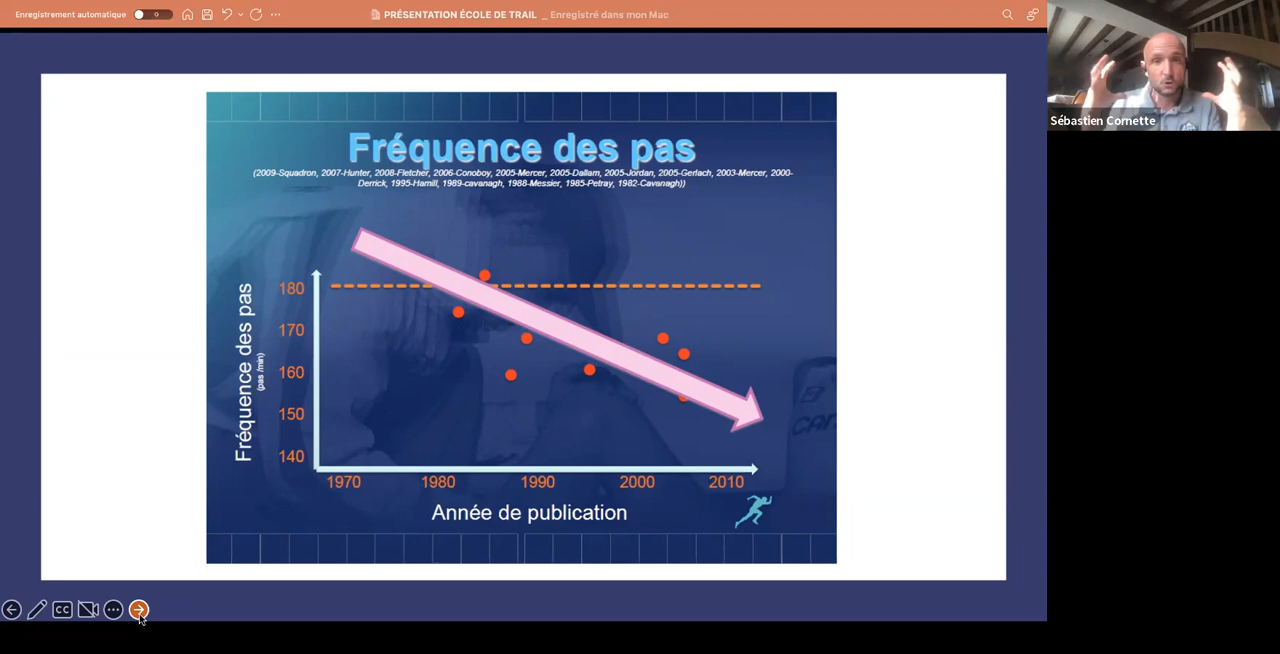 Enregistrement automatique
PRÉSENTATION ÉCOLE DE TRAIL _ Enregistré dans mon Mac
Sébastien Cornette
Fréquence des pas
(2009-Squadron, 2007-Hunter, 2008-Fletcher, 2006-Conoboy, 2005-Mercer, 2005-Dallam, 2005-Jordan, 2005-Gerlach, 2003-Mercer, 2000-
Derrick, 1995-Hamill, 1989-cavanagh, 1988-Messier, 1985-Petray, 1982-Cavanagh))
Fréquence des pas
(pas /min)
180
170
160
150
140
1970 1980 1990 2000 2010
Année de publication
CC